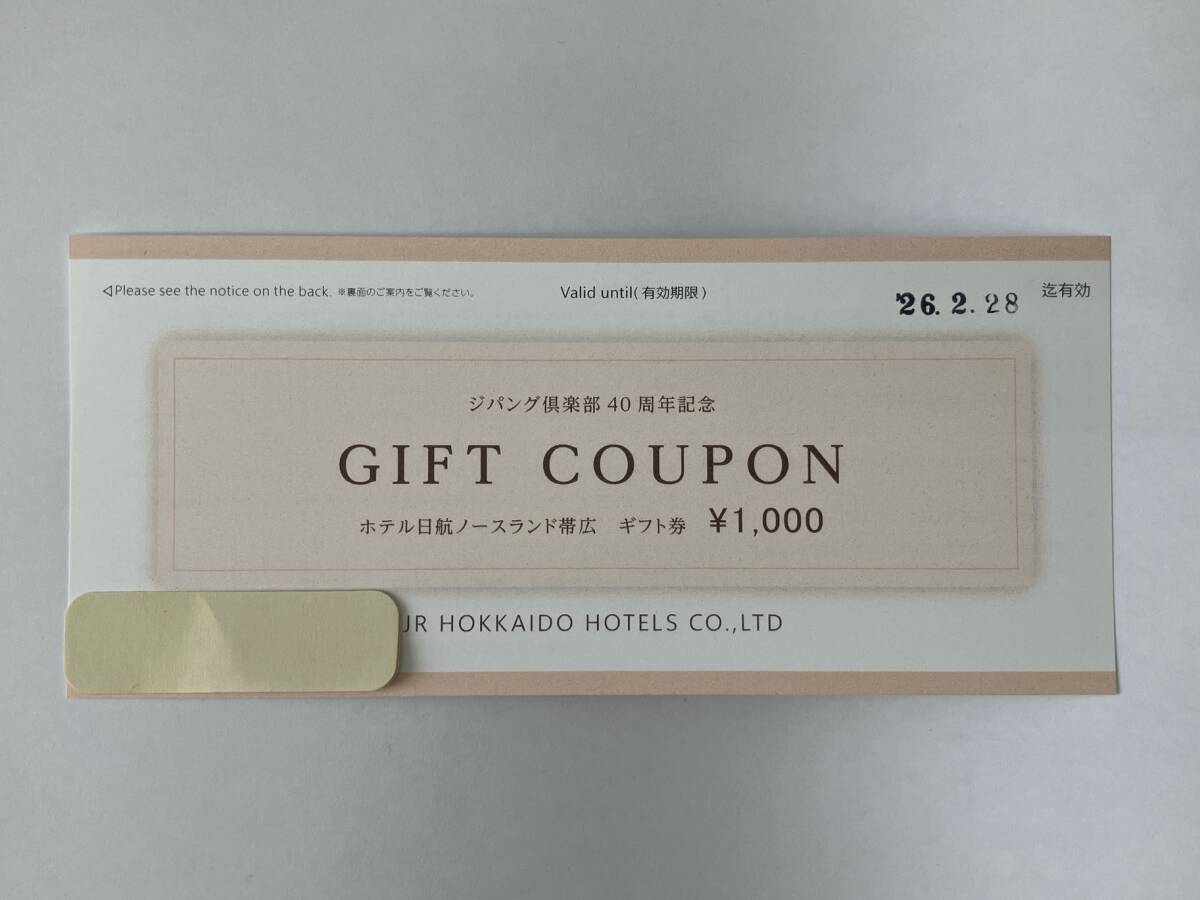 ◁Please see the notice on the back. ※裏面のご案内をご覧ください。 Valid until(有効期限) '26.2.28 迄有効
ジパング倶楽部 40 周年記念
GIFT COUPON
ホテル日航ノースランド帯広 ギフト券 ¥1,000
JR HOKKAIDO HOTELS CO.,LTD